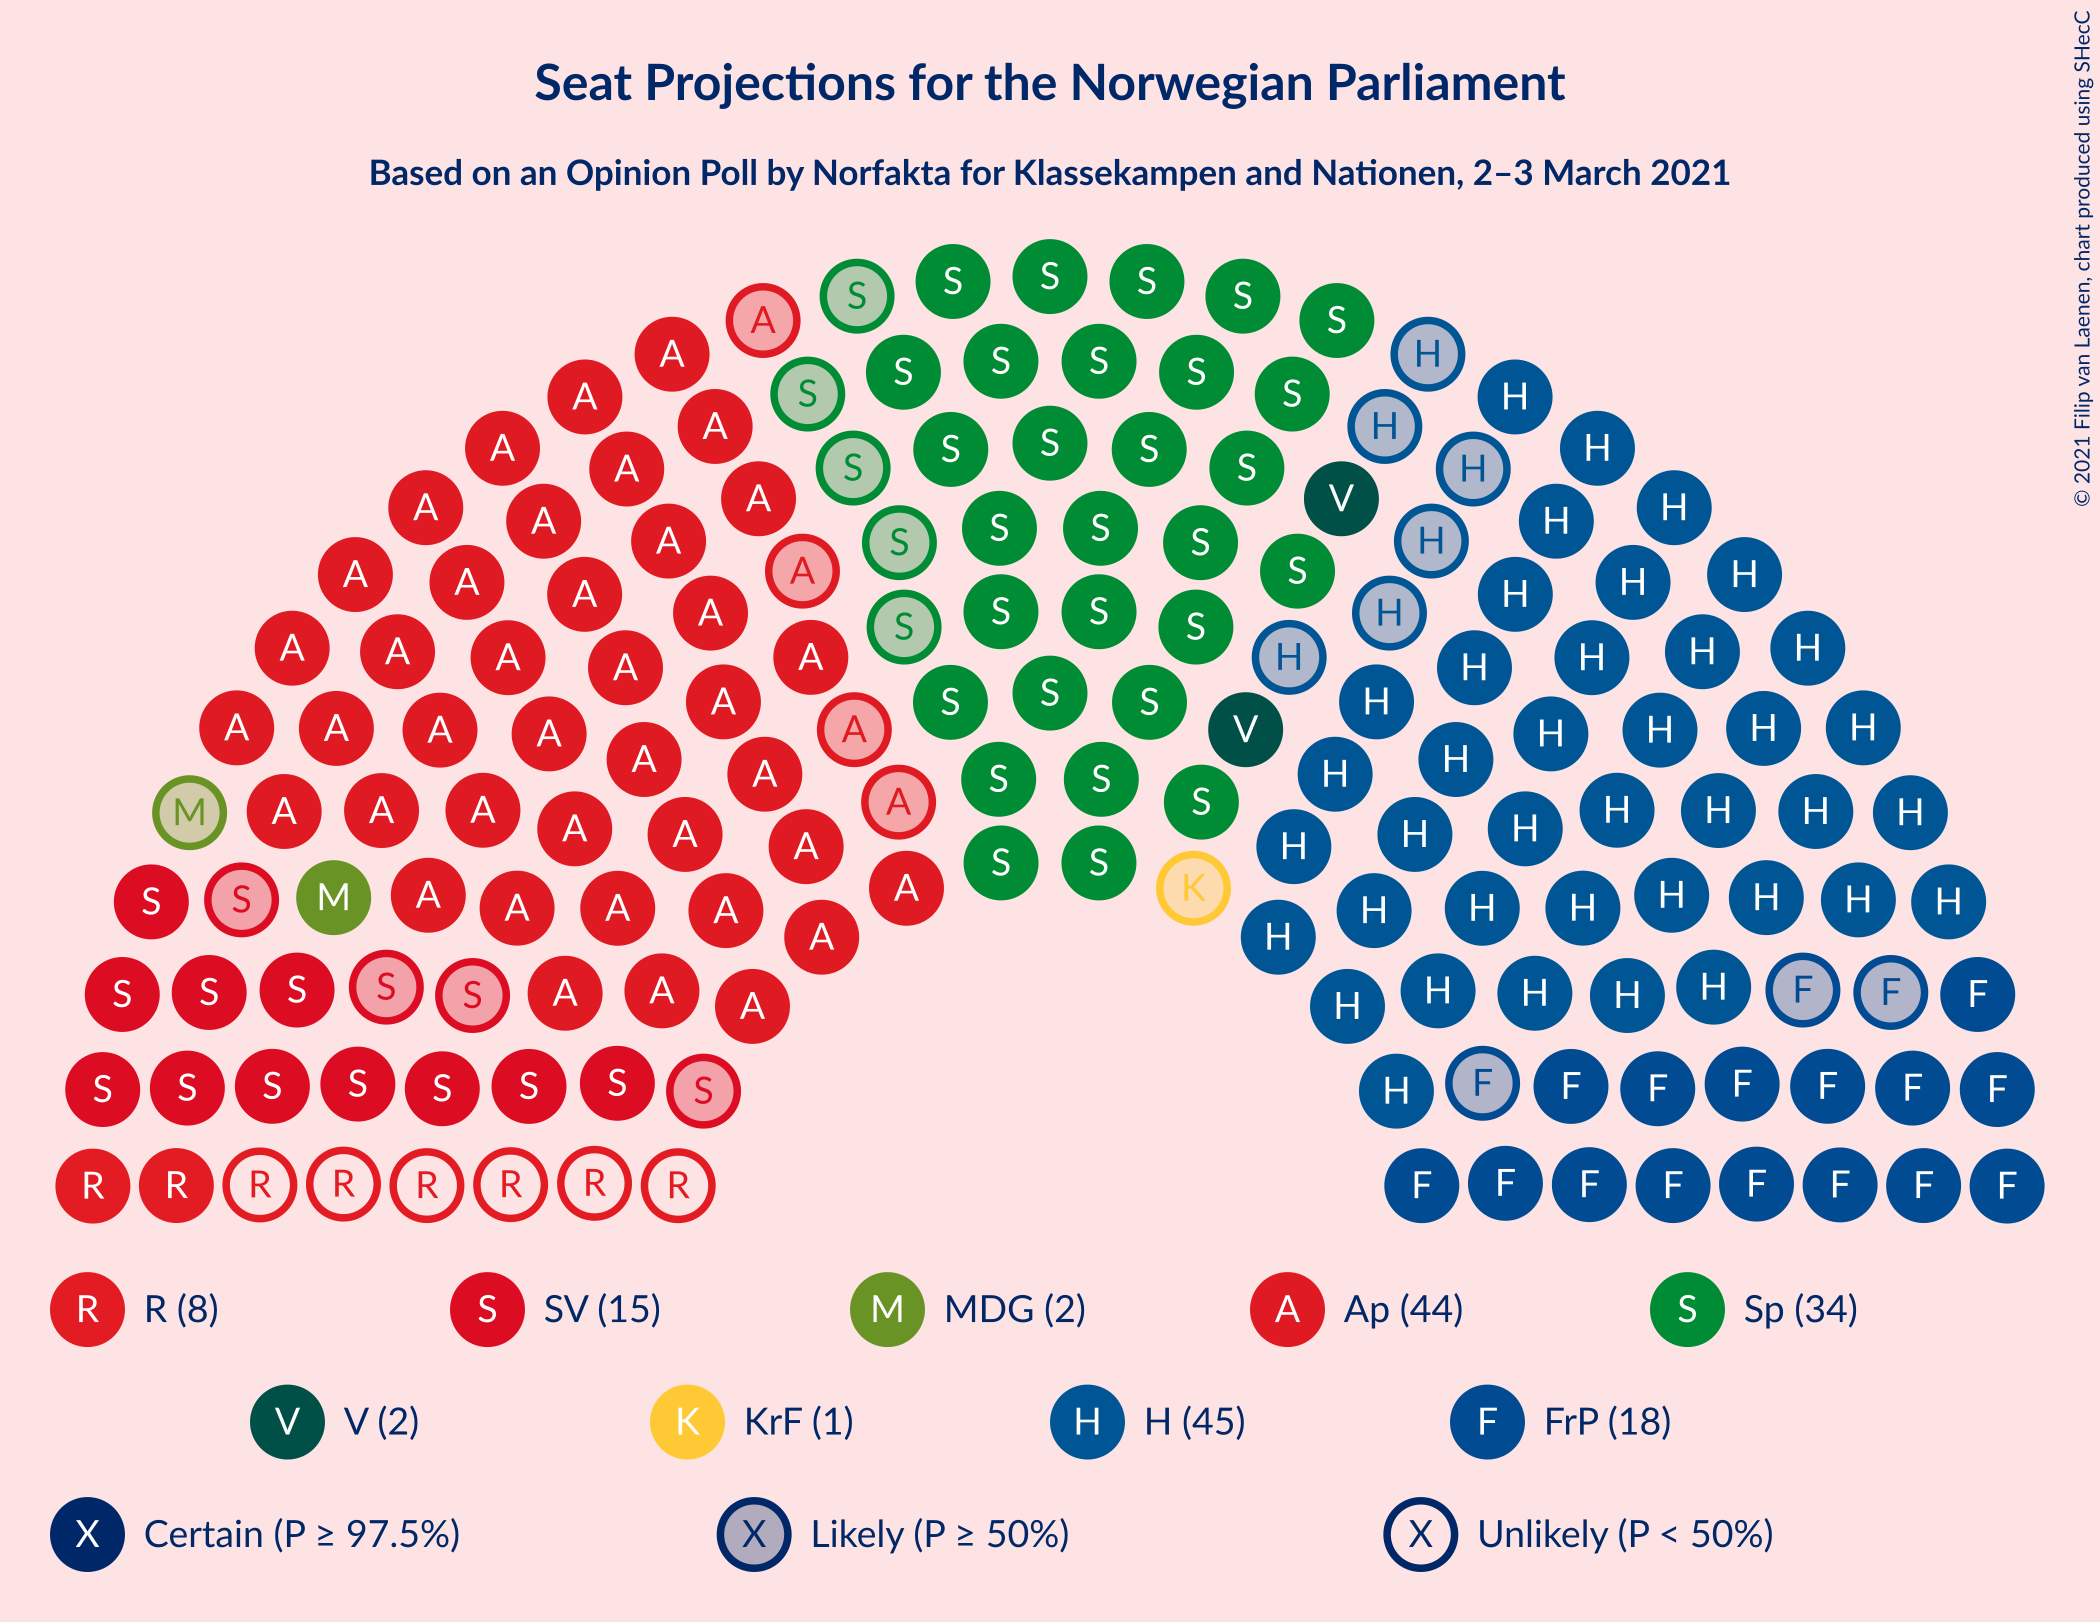 © 2021 Filip van Laenen, chart produced using SHecC
Seat Projections for the Norwegian Parliament
Based on an Opinion Poll by Norfakta for Klassekampen and Nationen, 2–3 March 2021
S S S S S
A S
A S S S S H
A S S H
A A S S S H H
A S S H
A A V H
A A S S S S H H
A A A A S H H H
A S S S S H
A A A A A H H H H H
A S S S H
A A A A A V H H H H
A A S S H H
M A A A A A A S H H H H H H
A S S H
S S M A A A A A K H H H H H H H
A H
S S S S S A A A H H H H H F F F
S S S S S S S S H F F F F F F F
R R R R R R R R F F F F F F F F
R R (8) S SV (15) M MDG (2) A Ap (44) S Sp (34)
V V (2) K KrF (1) H H (45) F FrP (18)
X Certain (P ≥ 97.5%) X Likely (P ≥ 50%) X Unlikely (P < 50%)